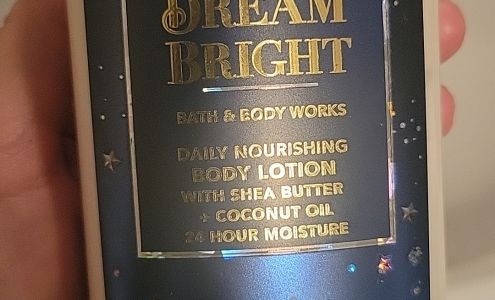 DREAM
BRIGHT
BATH & BODY WORKS
DAILY NOURISHING
BODY LOTION
WITH SHEA BUTTER
+ COCONUT OIL
24 HOUR MOISTURE